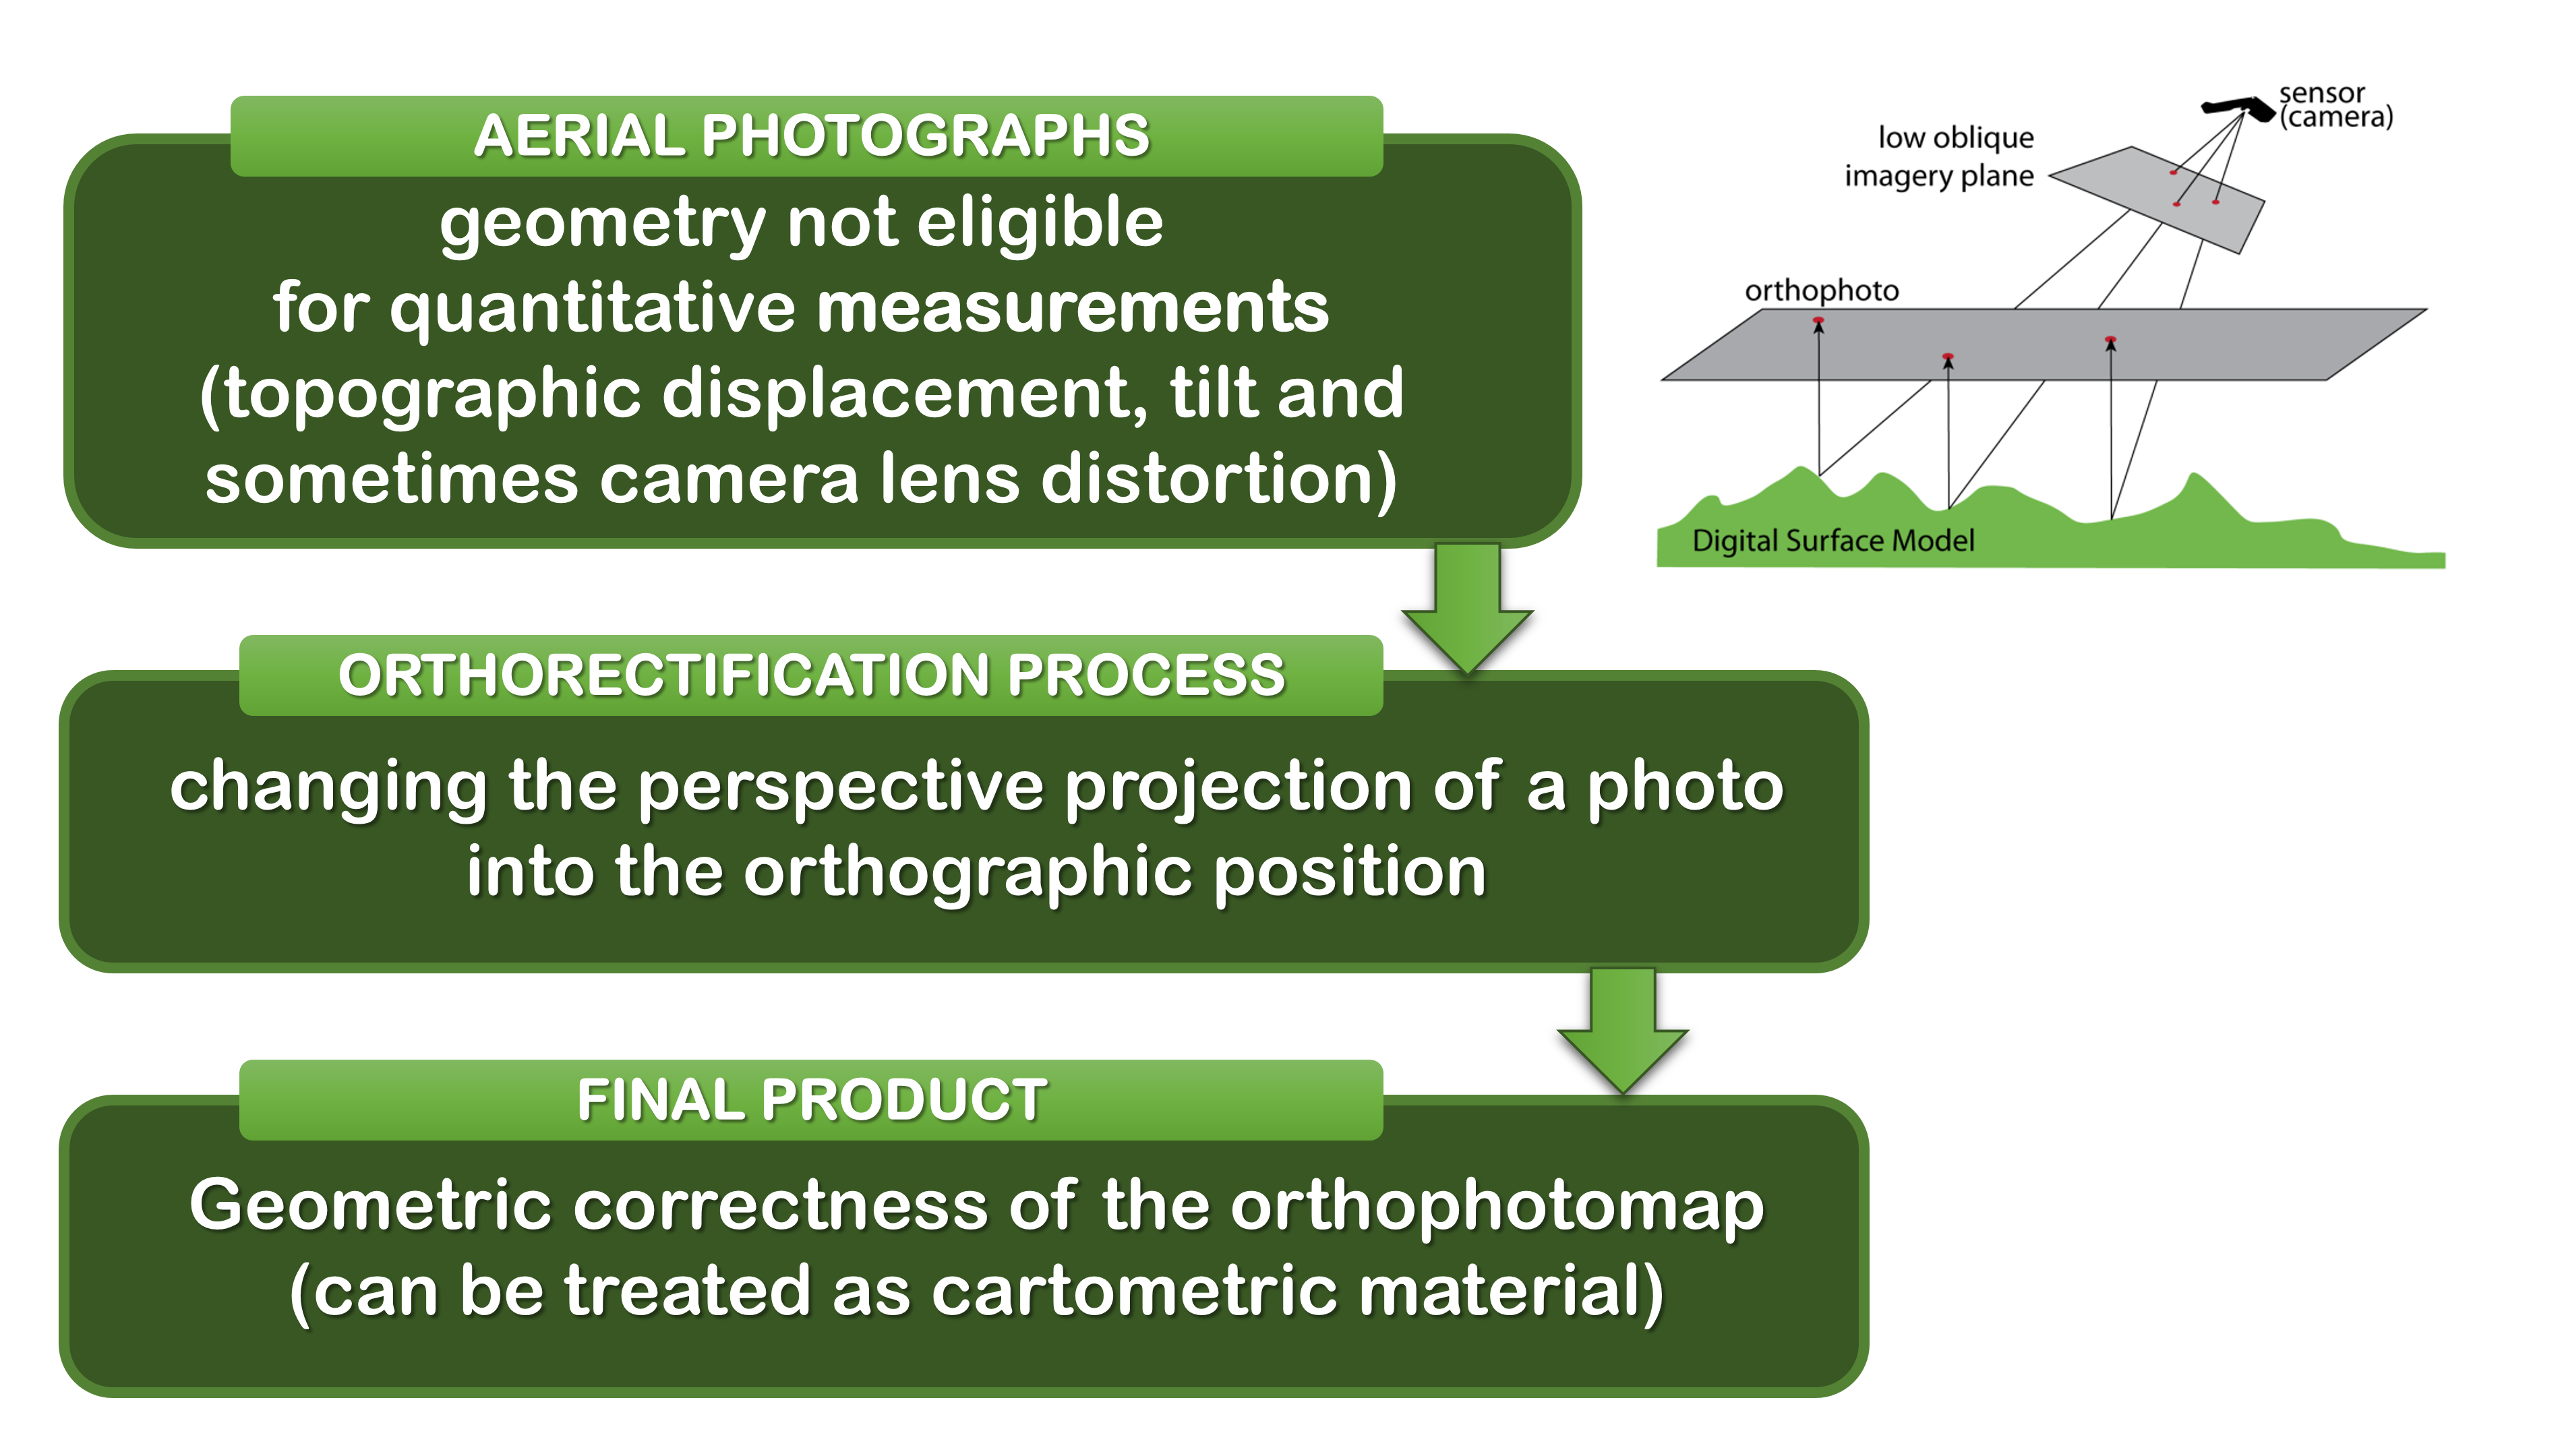 AERIAL PHOTOGRAPHS
geometry not eligible
for quantitative measurements
(topographic displacement, tilt and
sometimes camera lens distortion)
sensor
(camera)
low oblique
imagery plane
orthophoto
Digital Surface Model
ORTHORECTIFICATION PROCESS
changing the perspective projection of a photo
into the orthographic position
FINAL PRODUCT
Geometric correctness of the orthophotomap
(can be treated as cartometric material)